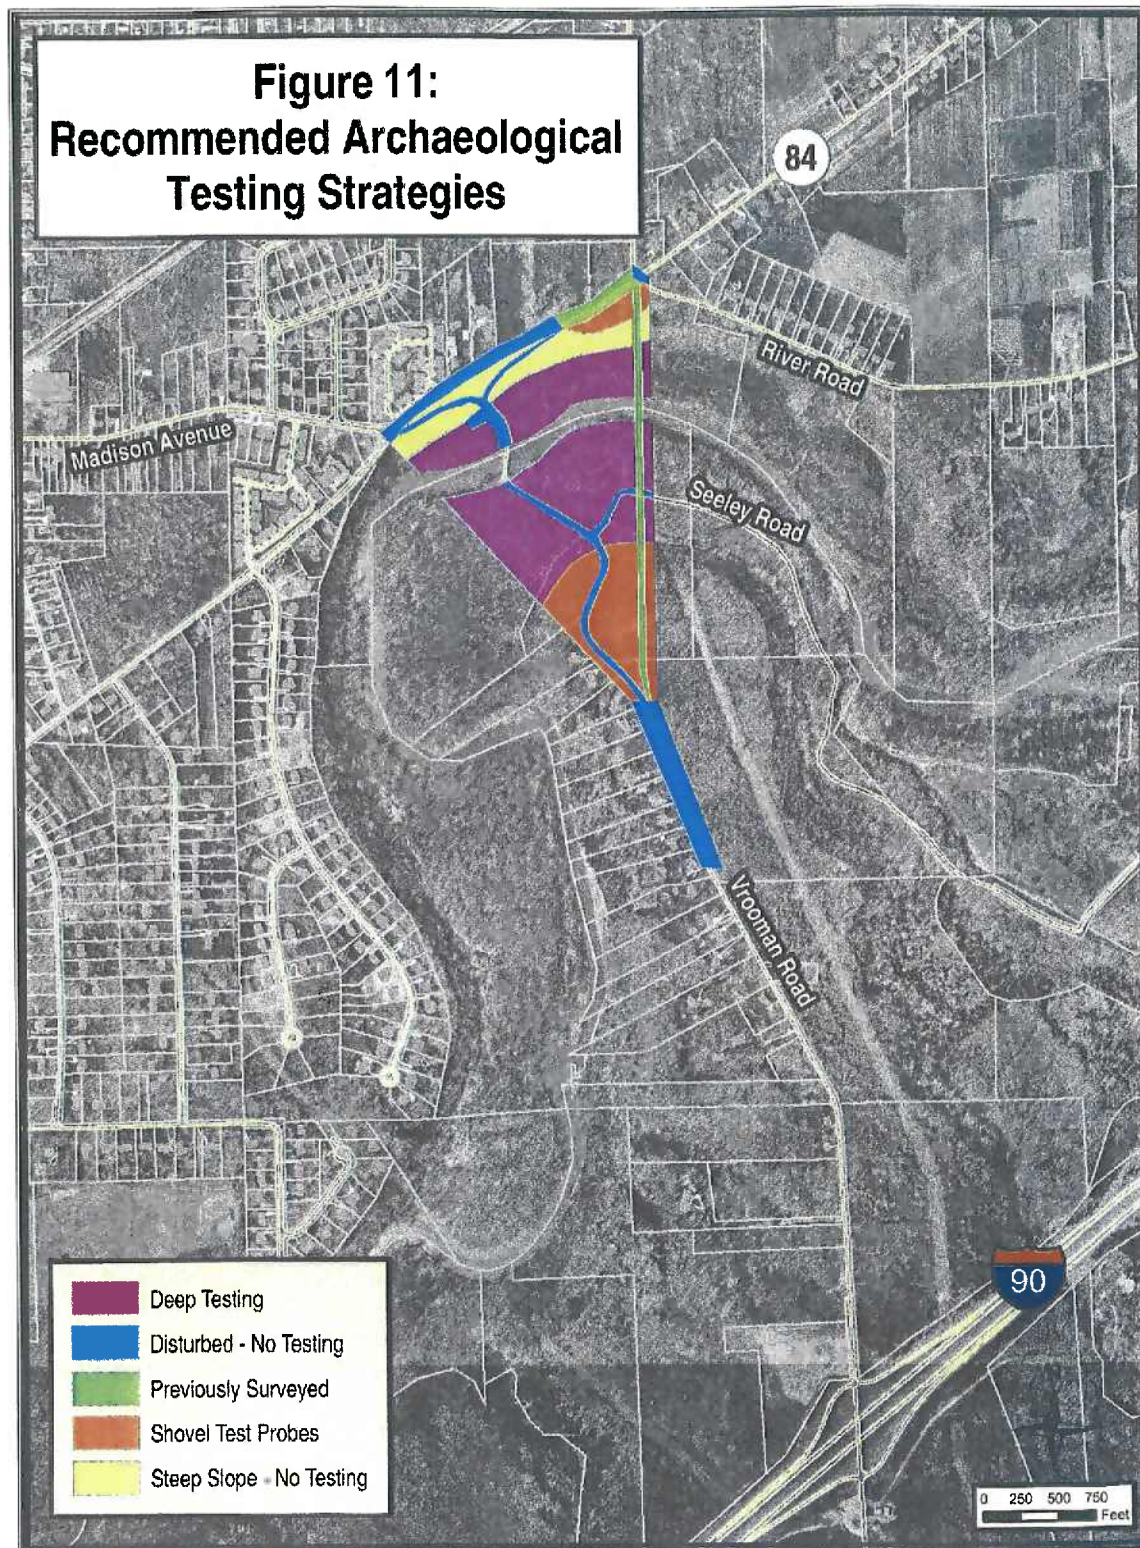 Figure 11:
Recommended Archaeological
Testing Strategies
84
River Road
Madison Avenue
Seeley Road
Vrooman Road
90
Deep Testing
Disturbed - No Testing
Previously Surveyed
Shovel Test Probes
Steep Slope - No Testing
0 250 500 750
Feet